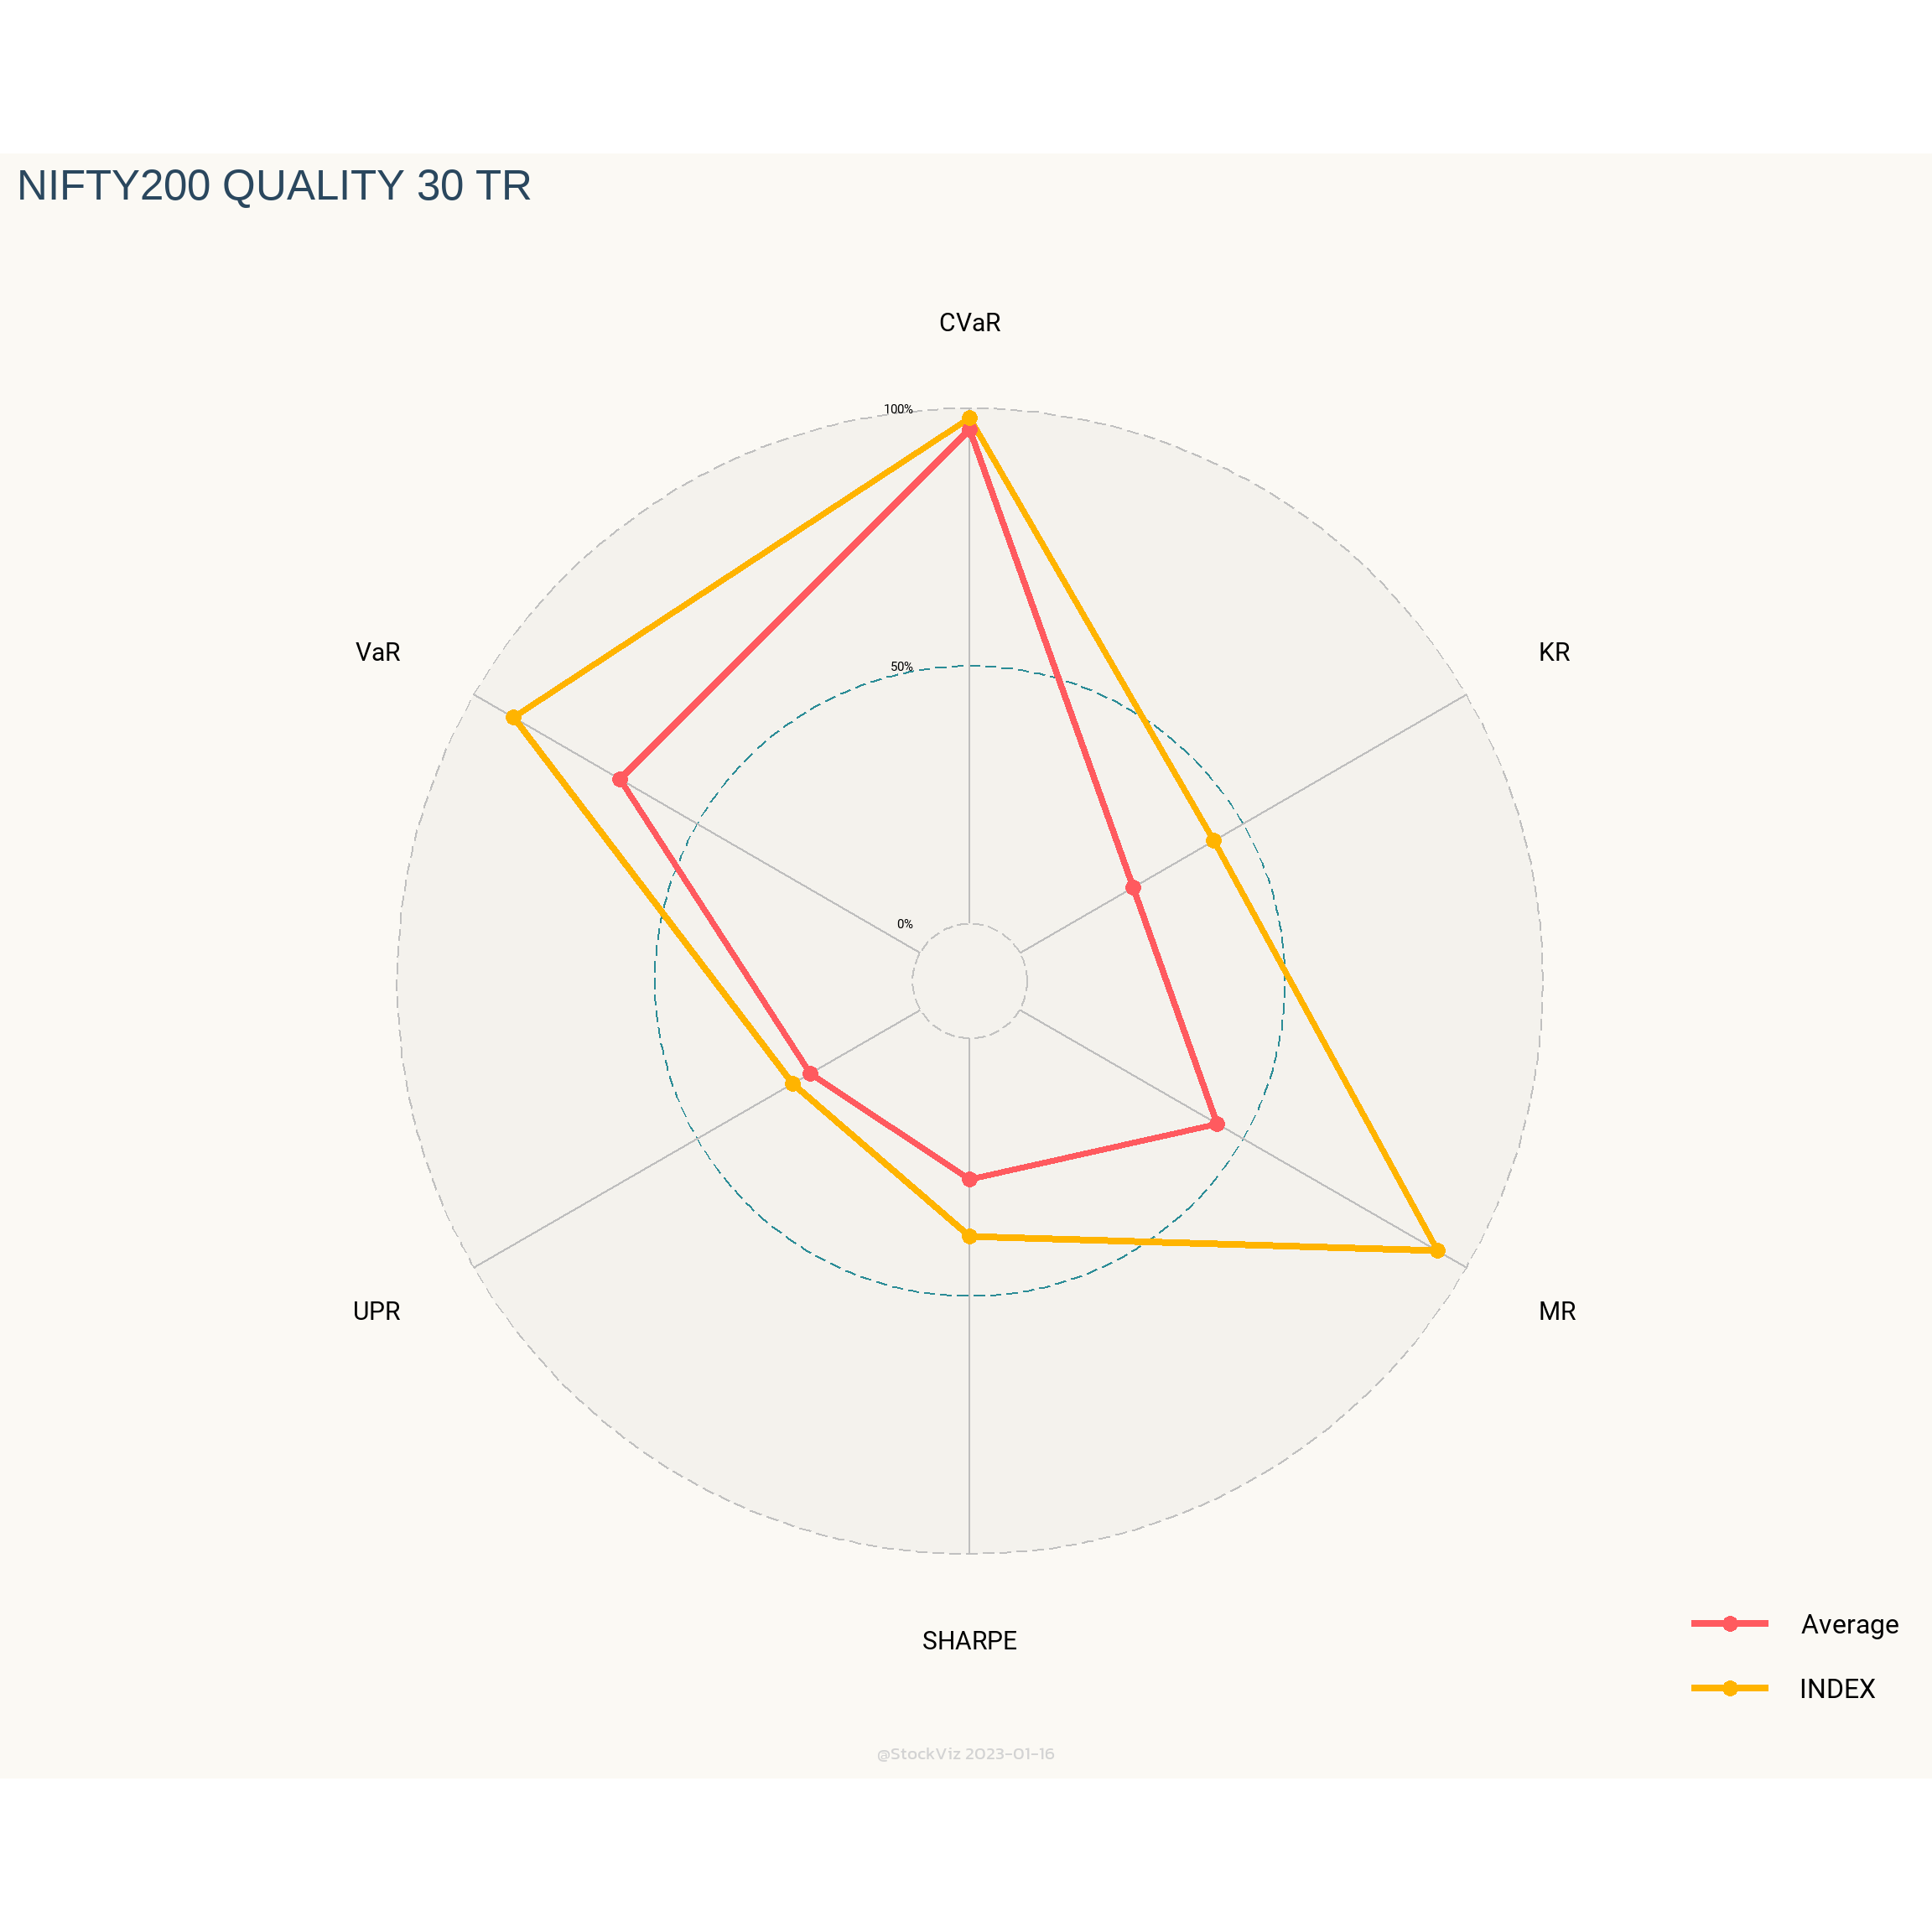 NIFTY200 QUALITY 30 TR
CVaR
100%
KR
VaR
50%
0%
UPR
MR
SHARPE
Average
INDEX
@StockViz 2023-01-16